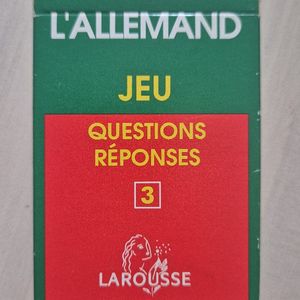 L'ALLEMAND
JEU
QUESTIONS
RÉPONSES
3
LAROUSSE